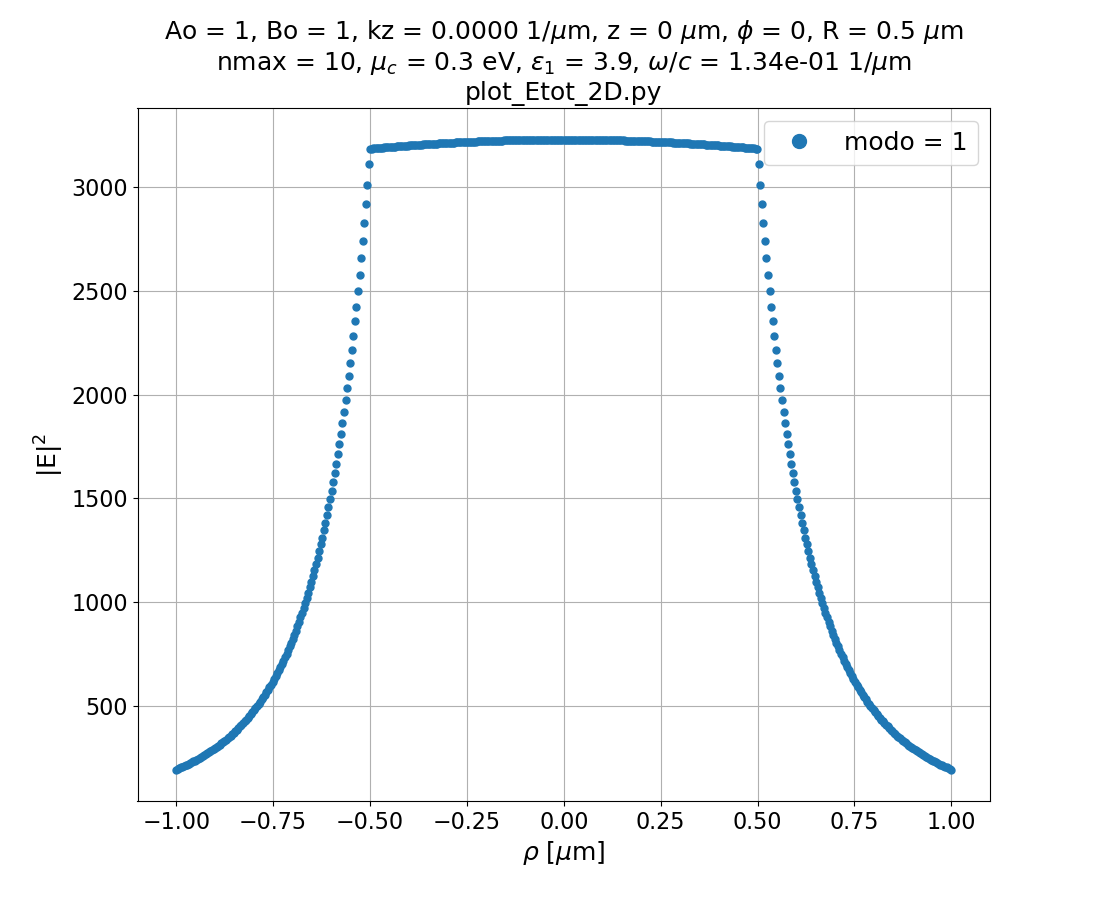 Ao = 1, Bo = 1, kz = 0.0000 1/μm, z = 0 μm, ϕ = 0, R = 0.5 μm
nmax = 10, μc = 0.3 eV, ε1 = 3.9, ω/c = 1.34e-01 1/μm
plot_Etot_2D.py
modo = 1
|E|²
3000
2500
2000
1500
1000
500
−1.00 −0.75 −0.50 −0.25 0.00 0.25 0.50 0.75 1.00
ρ [μm]